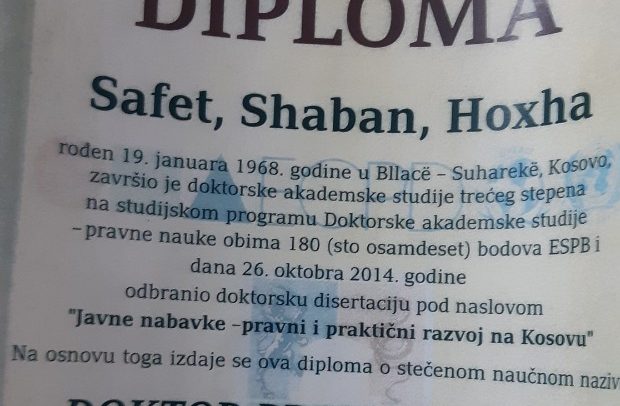 DIPLOMA
Safet, Shaban, Hoxha
rođen 19. januara 1968. godine u Bllacë – Suharekë, Kosovo,
završio je doktorske akademske studije trećeg stepena
na studijskom programu Doktorske akademske studije
–pravne nauke obima 180 (sto osamdeset) bodova ESPB i
dana 26. oktobra 2014. godine
odbranio doktorsku disertaciju pod naslovom
"Javne nabavke –pravni i praktični razvoj na Kosovu"
Na osnovu toga izdaje se ova diploma o stečenom naučnom naziv
DOKTOR